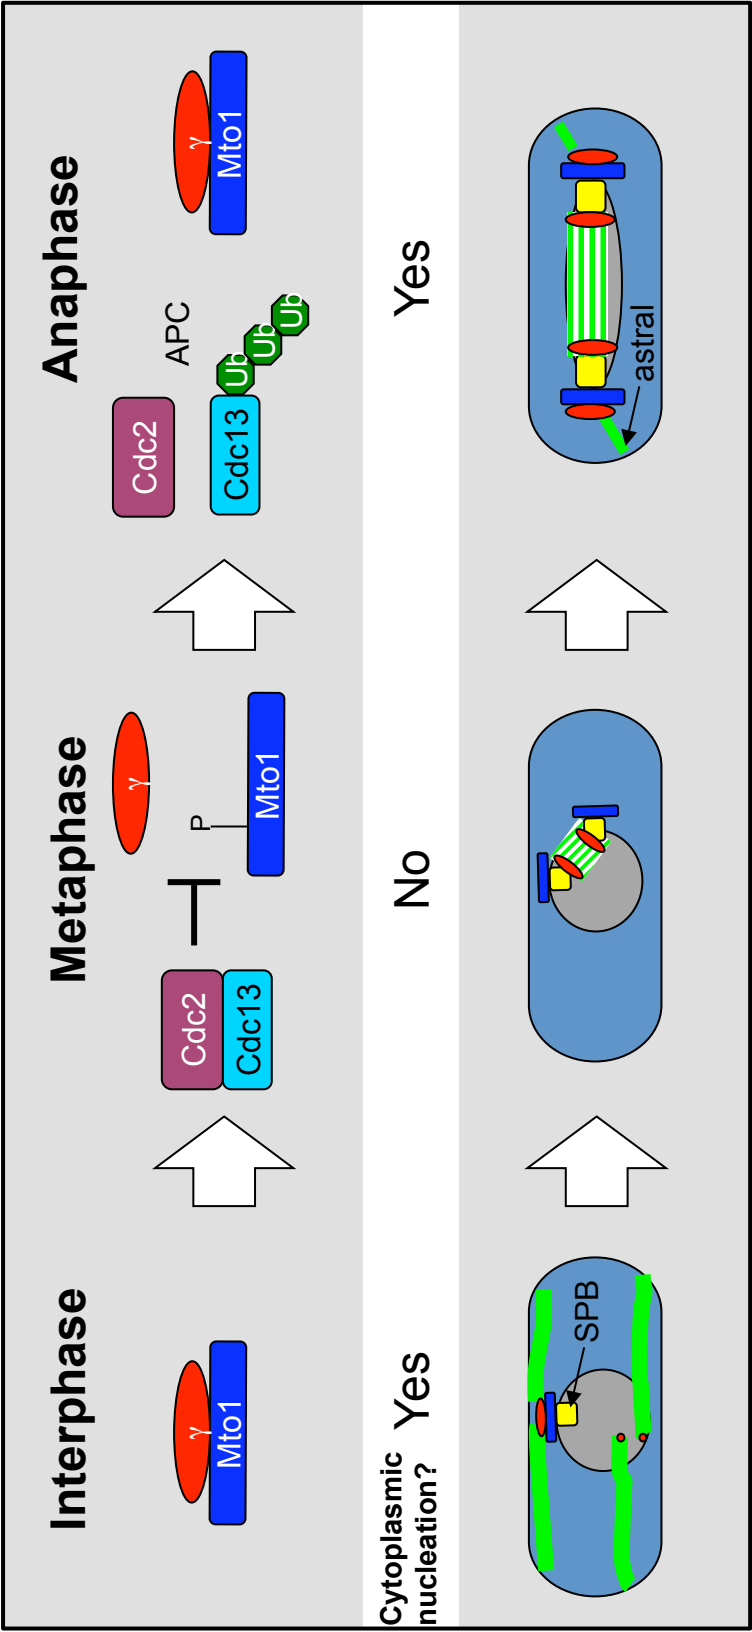 Interphase
Metaphase
Anaphase
γ
Mto1
Cdc2
Cdc13
γ
P
Mto1
Cdc2
Cdc13
APC
Ub
Ub
Ub
γ
Mto1
Cytoplasmic
nucleation?
Yes
No
Yes
SPB
astral